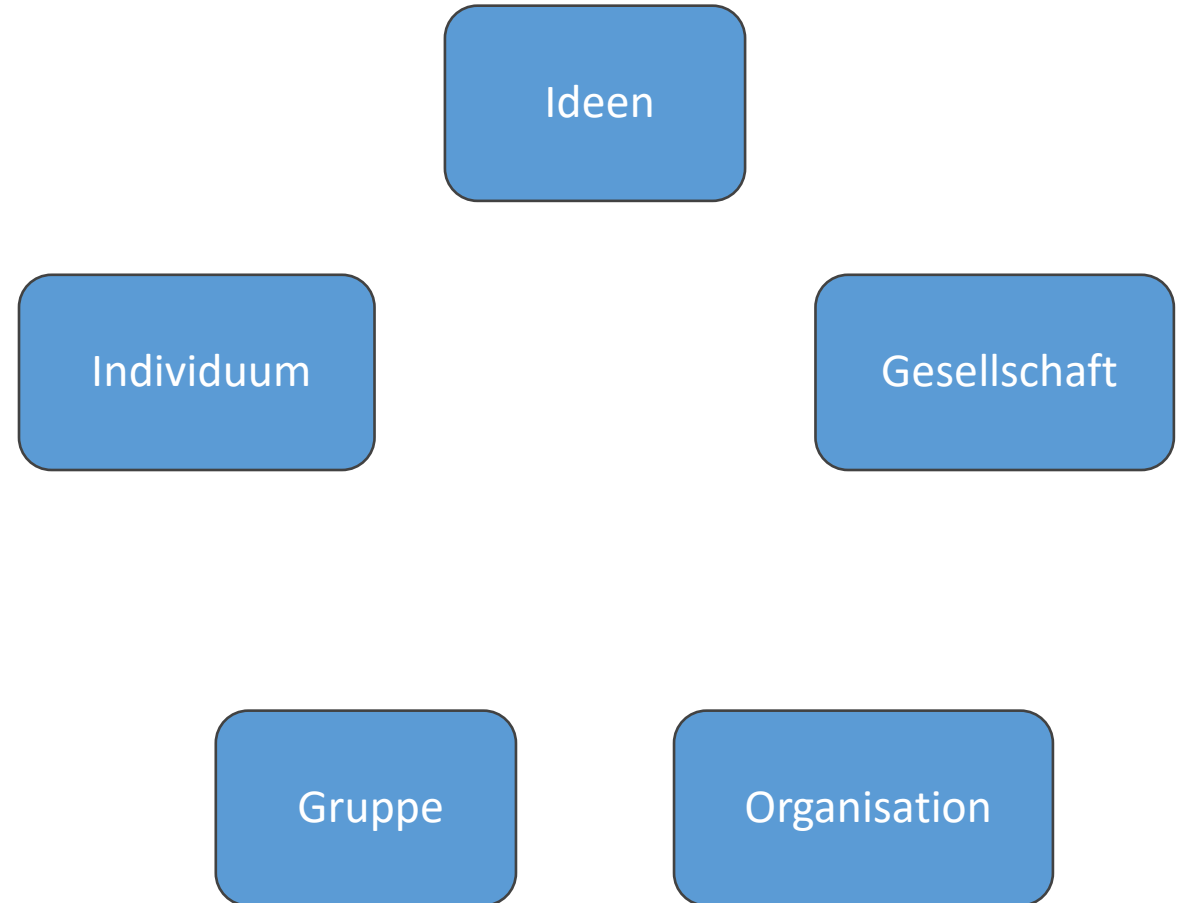 Ideen
Individuum
Gesellschaft
Gruppe
Organisation